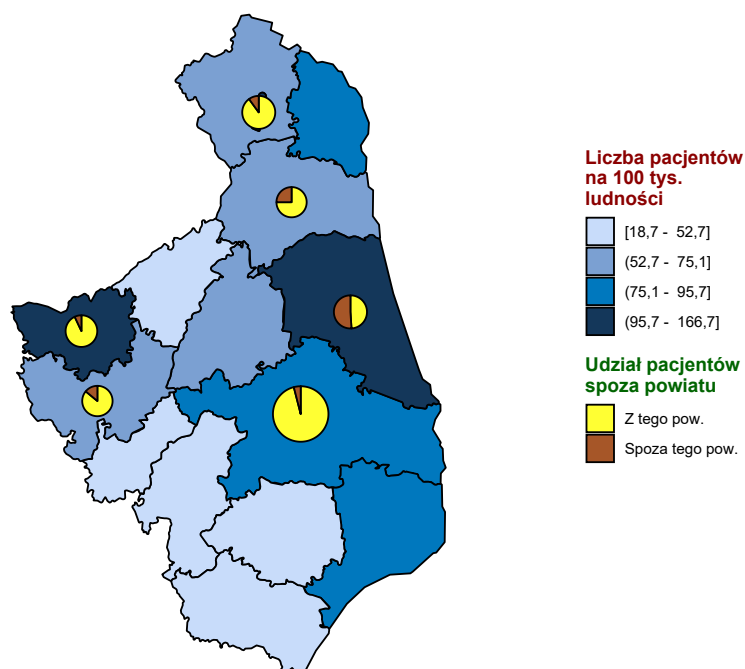 Liczba pacjentów
na 100 tys.
ludności
[18,7 - 52,7]
(52,7 - 75,1]
(75,1 - 95,7]
(95,7 - 166,7]
Udział pacjentów
spoza powiatu
Z tego pow.
Spoza tego pow.